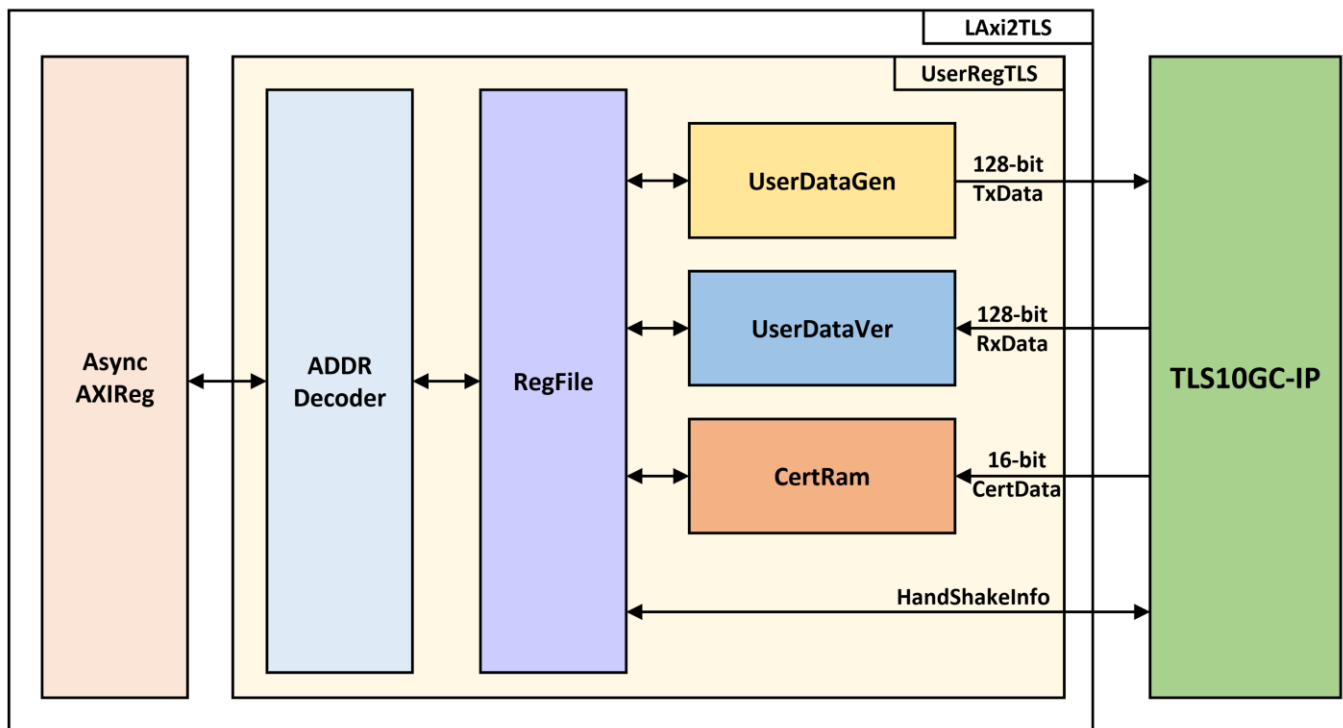 LAxi2TLS
UserRegTLS
Async
AXIReg
ADDR
Decoder
RegFile
UserDataGen
128-bit
TxData
UserDataVer
128-bit
RxData
CertRam
16-bit
CertData
HandShakeInfo
TLS10GC-IP